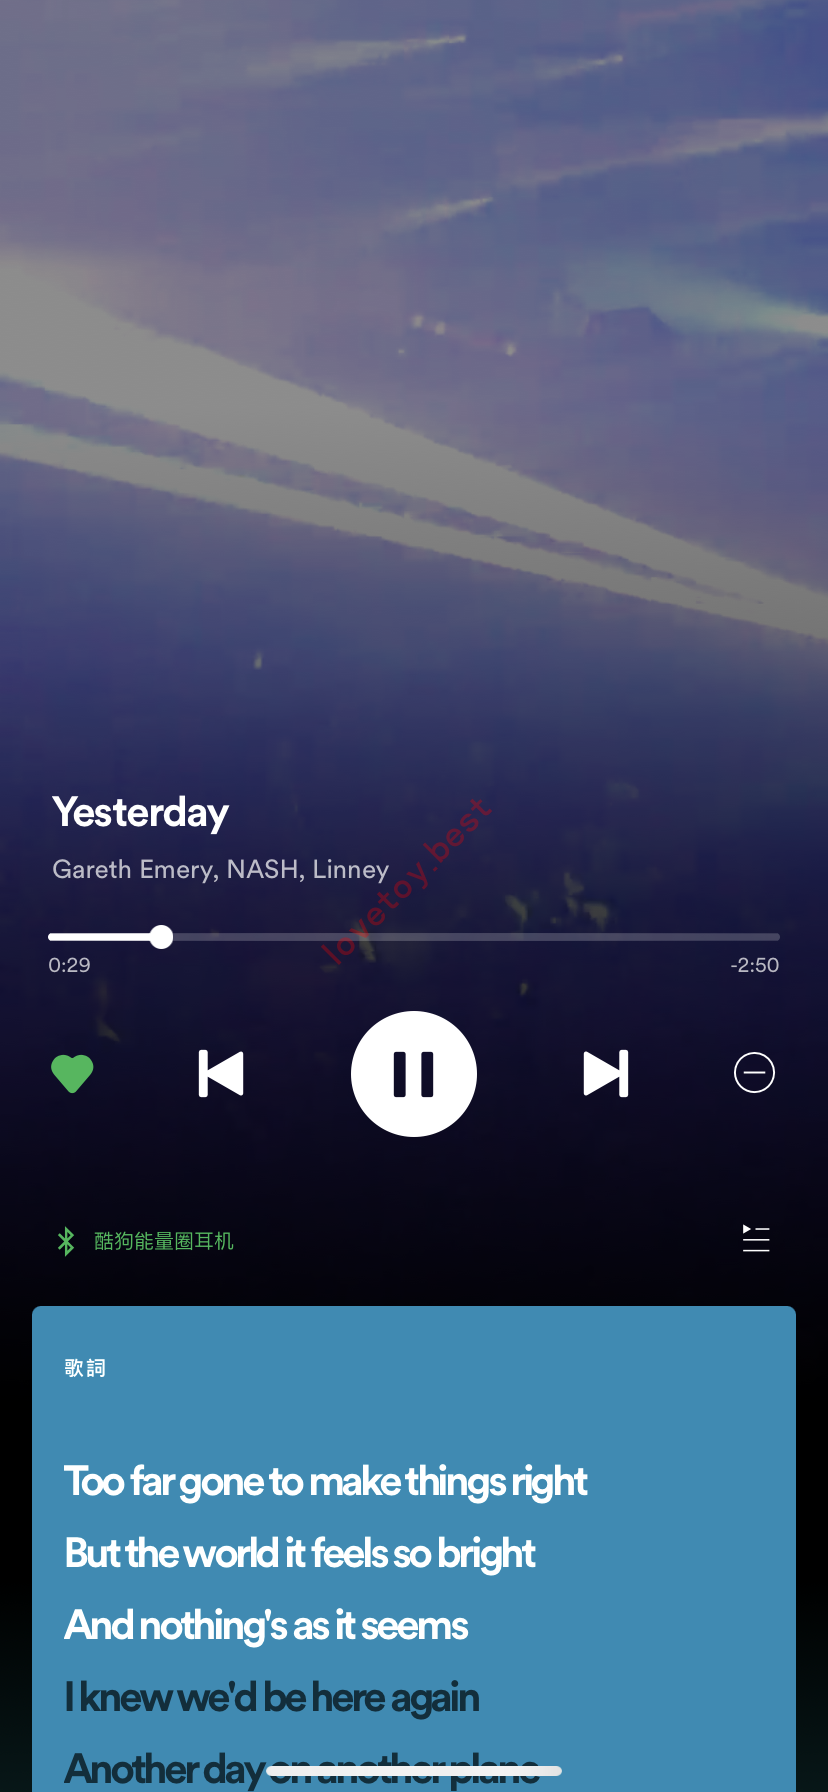 Yesterday
Gareth Emery, NASH, Linney
lovetoy.best
0:29
-2:50
酷狗能量圈耳机
歌詞
Too far gone to make things right
But the world it feels so bright
And nothing's as it seems
I knew we'd be here again
Another day on another plane